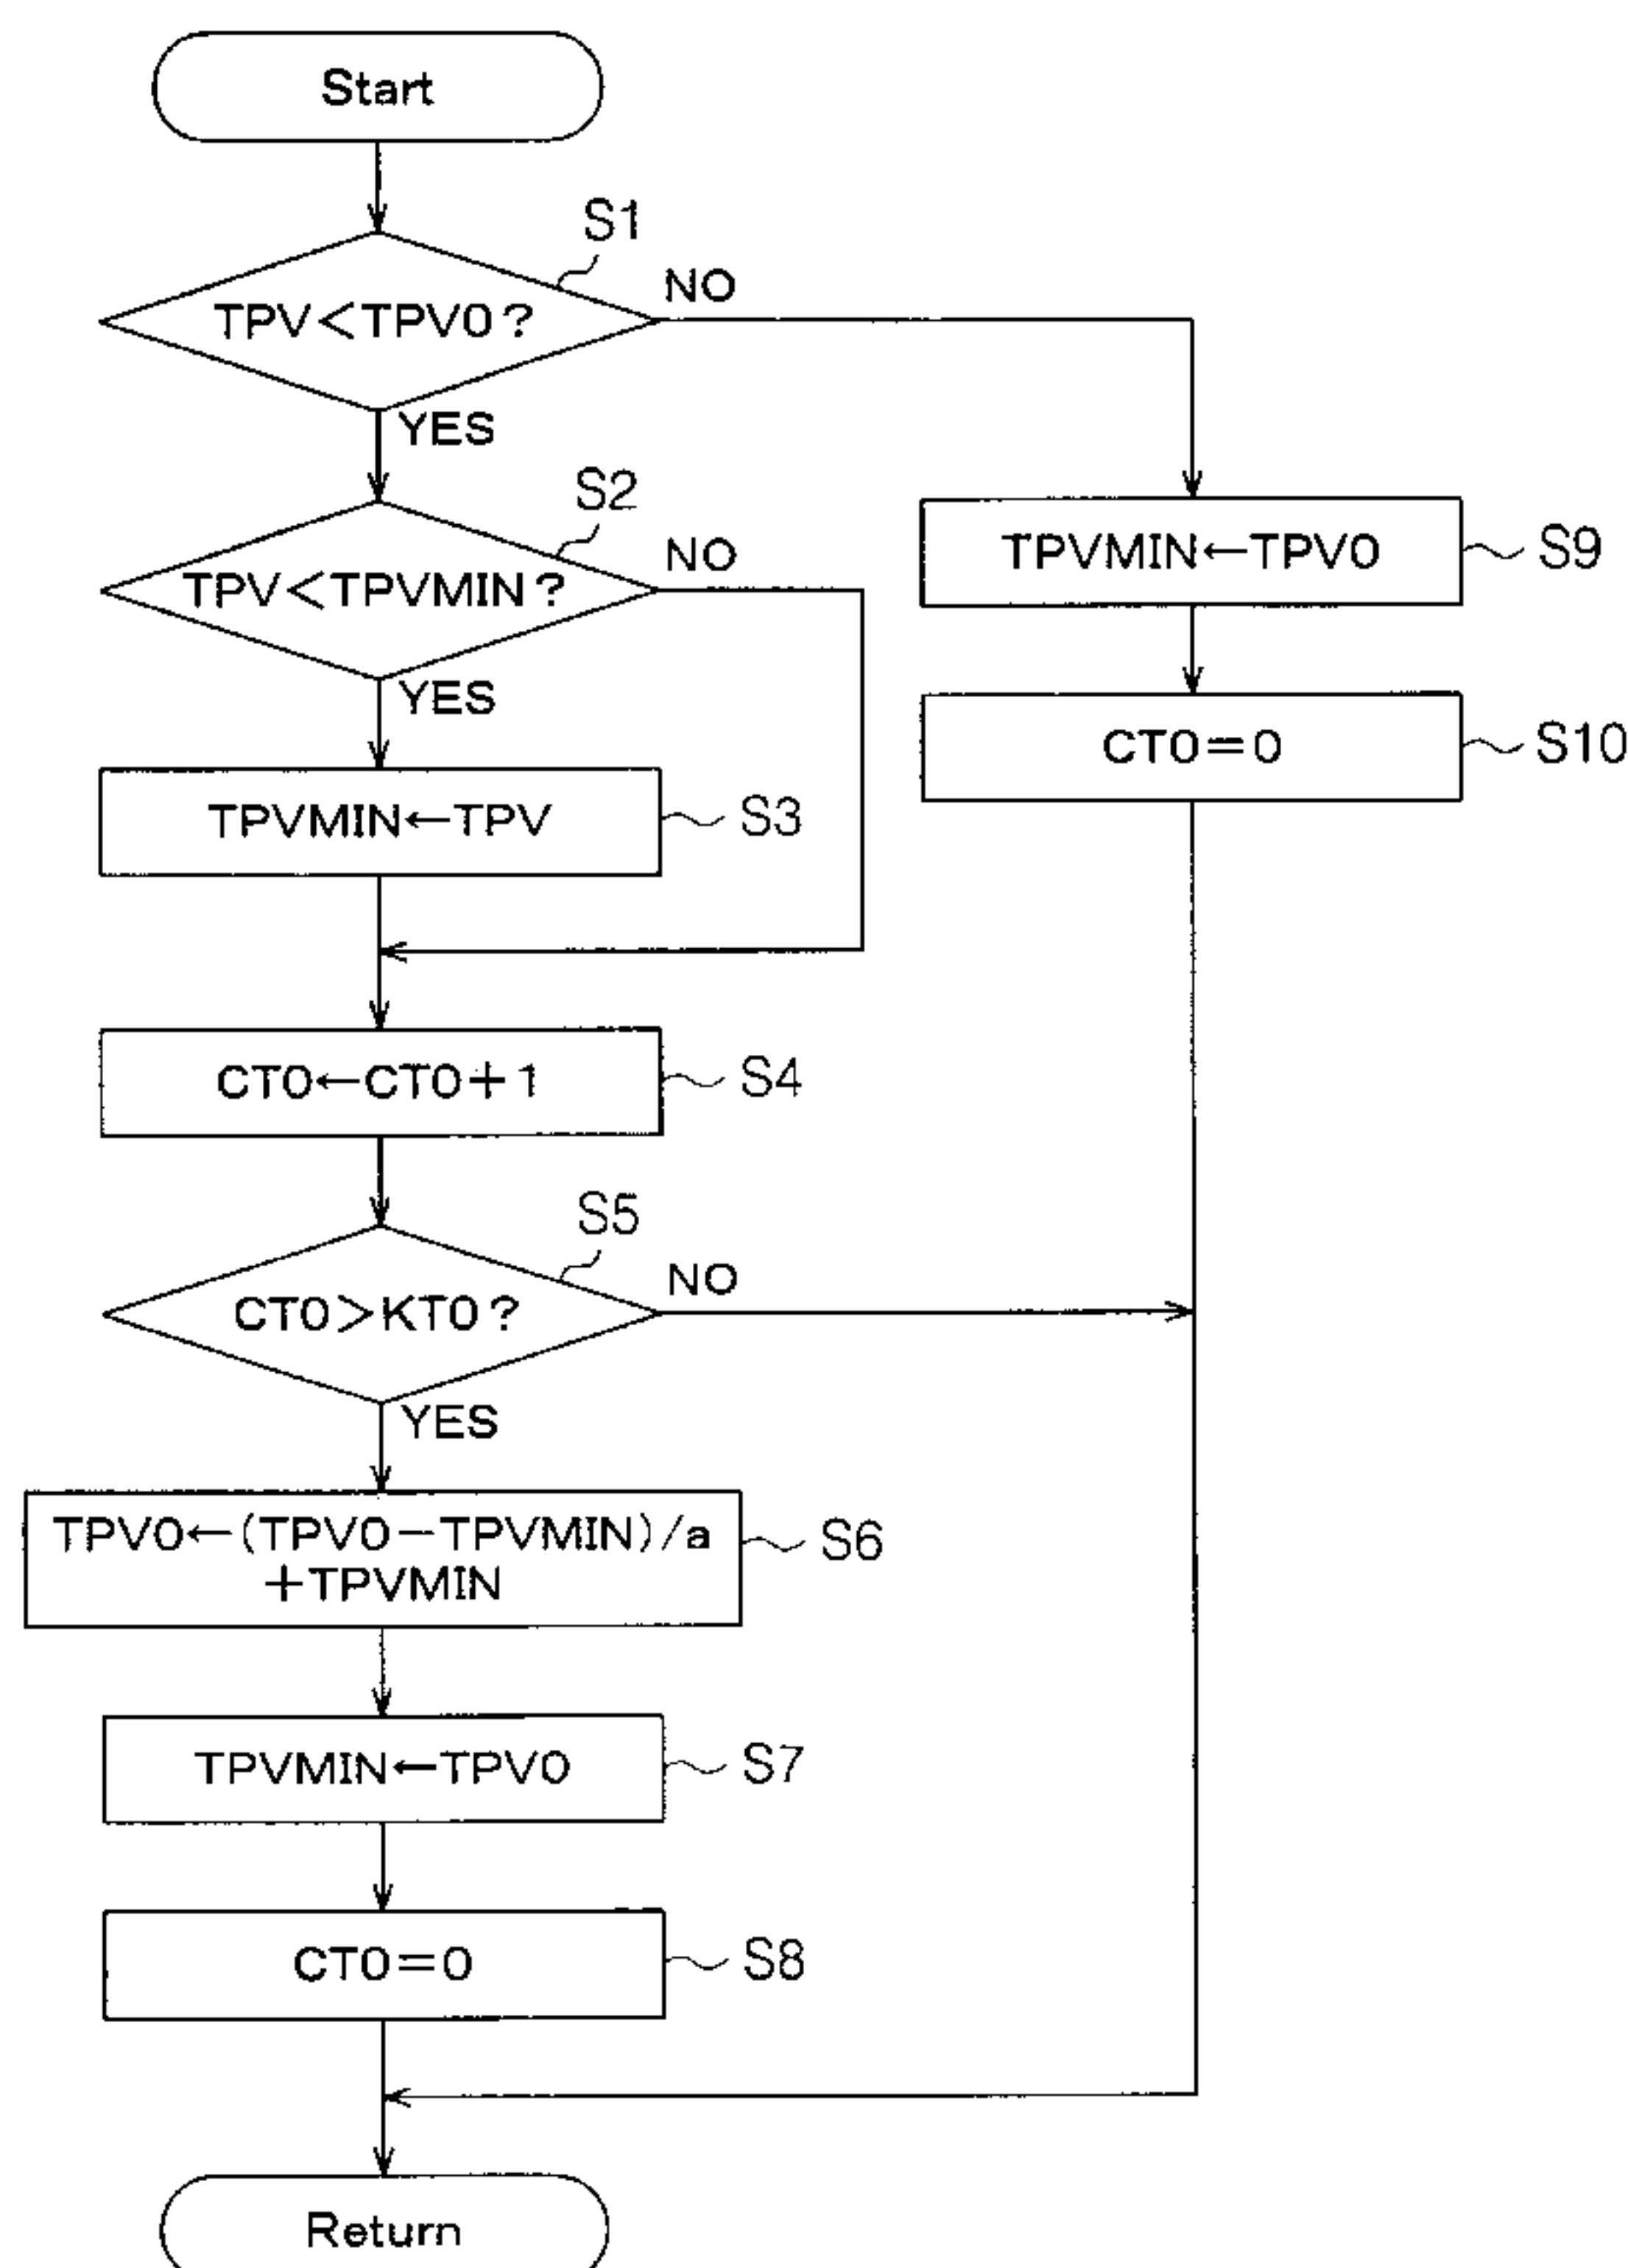 Start
S1
TPV<TPV0?
NO
YES
S2
TPV<TPVMIN?
NO
YES
TPVMIN←TPV
S3
CT0←CT0+1
S4
S5
CT0>KT0?
NO
YES
TPV0←(TPV0-TPVMIN)/a
+TPVMIN
S6
TPVMIN←TPV0
S7
CT0=0
S8
TPVMIN←TPV0
S9
CT0=0
S10
Return